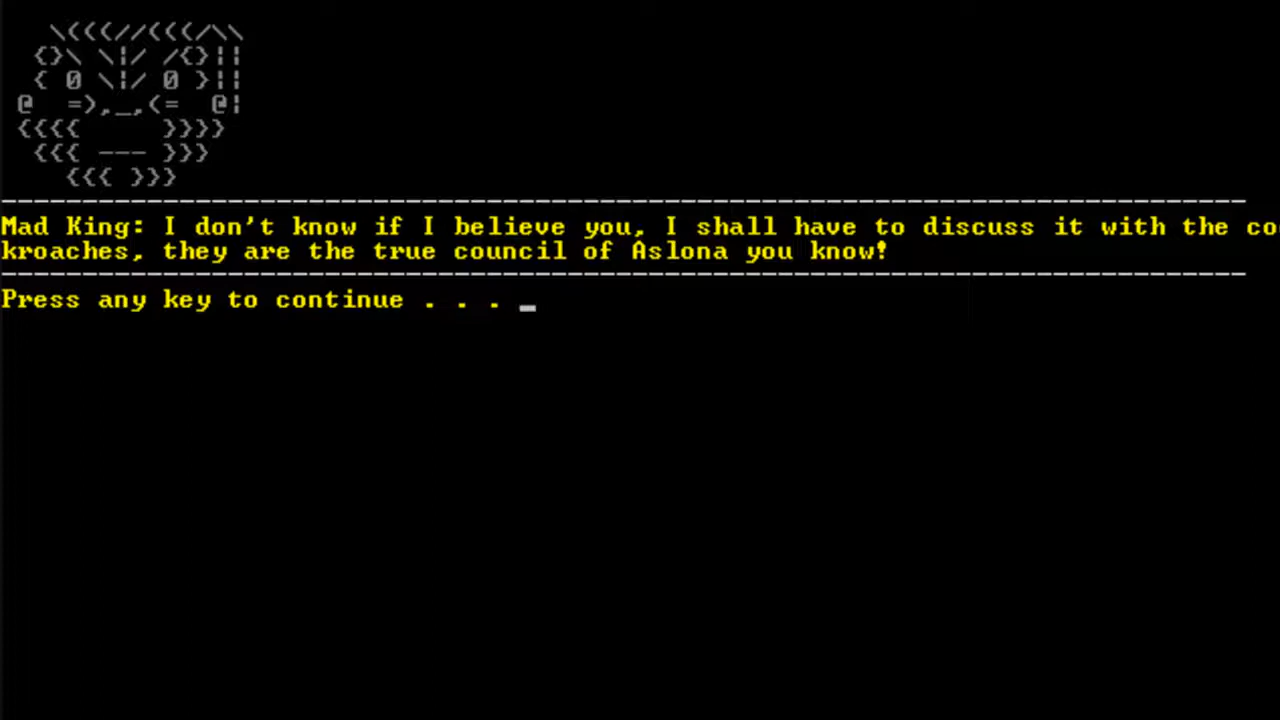 Mad King: I don't know if I believe you, I shall have to discuss it with the co
kroaches, they are the true council of Aslona you know!
Press any key to continue . . . _